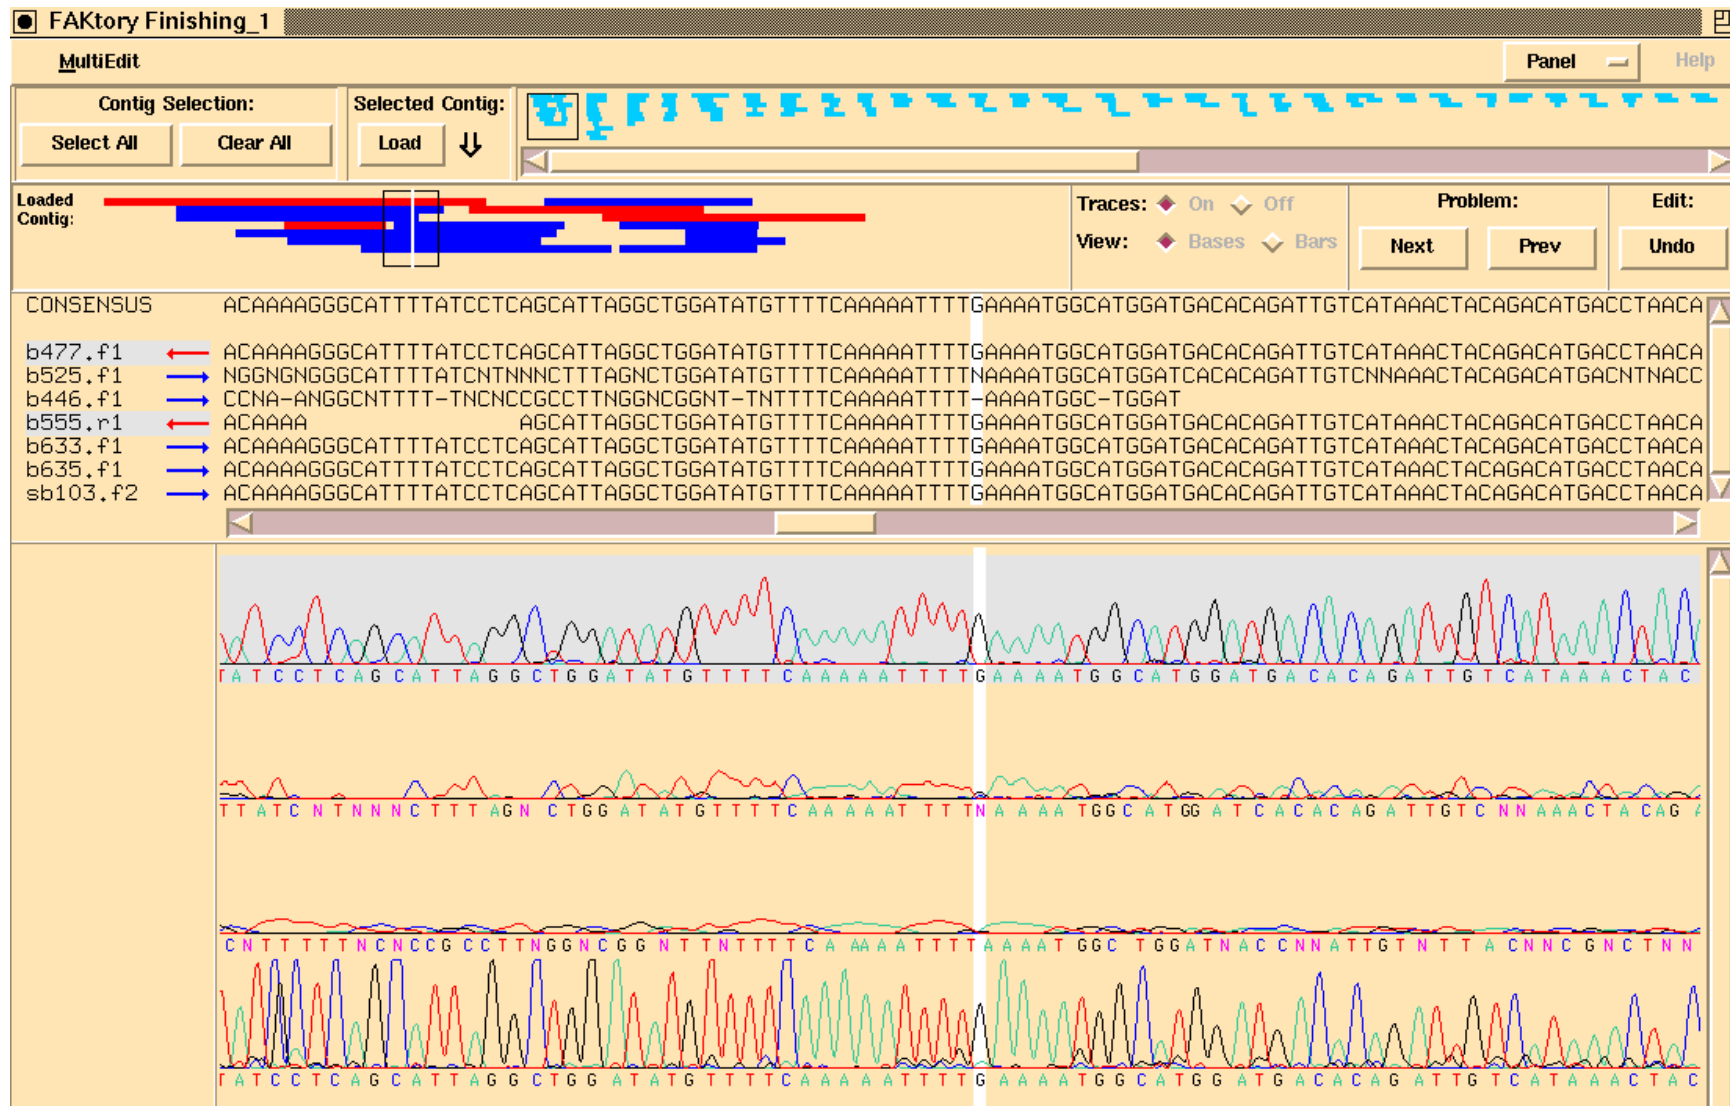 FAKtory Finishing_1
MultiEdit Panel Help
Contig Selection: Selected Contig:
Select All Clear All Load
Loaded Contig:
Traces: On Off Problem: Edit:
View: Bases Bars Next Prev Undo
CONSENSUS ACAAAAGGGCATTTTATCCTCAGCATTAGGCTGGATATGTTTTCAAAAATTTTGAAAATGGCATGGATGACACAGATTGTCATAAACTACAGACATGACCTAACA
b477.f1 ACAAAAGGGCATTTTATCCTCAGCATTAGGCTGGATATGTTTTCAAAAATTTTGAAAATGGCATGGATGACACAGATTGTCATAAACTACAGACATGACCTAACA
b525.f1 NGGNGNGGGCATTTTATCNTNNNCTTTAGNCTGGATATGTTTTCAAAAATTTTNAAAATGGCATGGATCACACAGATTGTCNNAAACTACAGACATGACNTNACC
b446.f1 CCNA-ANGGCNTTTT-TNCNCCGCCTTNGGNCGGNT-TNTTTTCAAAAATTTT-AAAATGGC-TGGAT
b555.r1 ACAAAA AGCATTAGGCTGGATATGTTTTCAAAAATTTTGAAAATGGCATGGATGACACAGATTGTCATAAACTACAGACATGACCTAACA
b633.f1 ACAAAAGGGCATTTTATCCTCAGCATTAGGCTGGATATGTTTTCAAAAATTTTGAAAATGGCATGGATGACACAGATTGTCATAAACTACAGACATGACCTAACA
b635.f1 ACAAAAGGGCATTTTATCCTCAGCATTAGGCTGGATATGTTTTCAAAAATTTTGAAAATGGCATGGATGACACAGATTGTCATAAACTACAGACATGACCTAACA
sb103.f2 ACAAAAGGGCATTTTATCCTCAGCATTAGGCTGGATATGTTTTCAAAAATTTTGAAAATGGCATGGATGACACAGATTGTCATAAACTACAGACATGACCTAACA
T A T C C T C A G C A T T A G G C T G G A T A T G T T T T C A A A A A T T T T G A A A A T G G C A T G G A T G A C A C A G A T T G T C A T A A A C T A C
T T A T C N T N N N C T T T A G N C T G G A T A T G T T T T C A A A A A T T T T N A A A A T G G C A T G G A T C A C A C A G A T T G T C N N A A A C T A C A G A
C N T T T T T N C N C C G C C T T N G G N C G G N T T N T T T T C A A A A A T T T T A A A A T G G C T G G A T N A C C N N A T T G T N T T A C N N C G N C T N N
T A T C C T C A G C A T T A G G C T G G A T A T G T T T T C A A A A A T T T T G A A A A T G G C A T G G A T G A C A C A G A T T G T C A T A A A C T A C